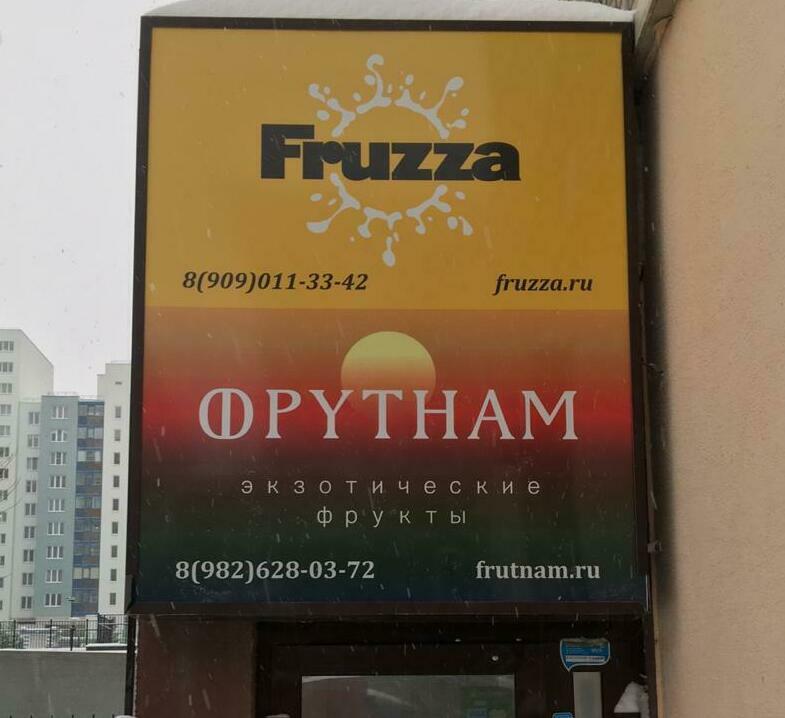 Fruzza
8(909)011-33-42 fruzza.ru
ФРУТНАМ
экзотические
фрукты
8(982)628-03-72 frutnam.ru